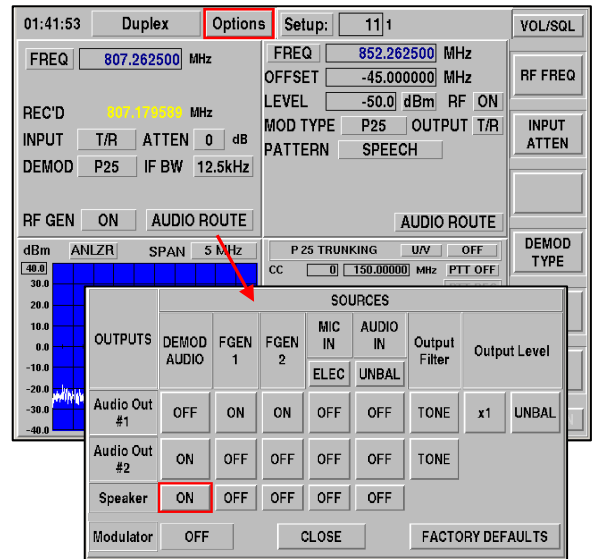 01:41:53 Duplex Options Setup: 11 1 VOL/SQL
FREQ 807.262500 MHz
REC'D 807.179589 MHz
INPUT T/R ATTEN 0 dB
DEMOD P25 IF BW 12.5kHz
RF GEN ON AUDIO ROUTE
FREQ 852.262500 MHz
OFFSET -45.000000 MHz
LEVEL -50.0 dBm RF ON
MOD TYPE P25 OUTPUT T/R
PATTERN SPEECH
AUDIO ROUTE
RF FREQ
INPUT
ATTEN
DEMOD
TYPE
dBm ANLZR SPAN 5 MHz
40.0
30.0
20.0
10.0
0.0
-10.0
-20.0
-30.0
-40.0
P25 TRUNKING U/V OFF
CC 0 150.00000 MHz PTT OFF
SOURCES
OUTPUTS DEMOD AUDIO FGEN 1 FGEN 2 MIC IN AUDIO IN Output Filter Output Level
ELEC UNBAL
Audio Out #1 OFF ON ON OFF OFF TONE x1 UNBAL
Audio Out #2 ON OFF OFF OFF OFF TONE
Speaker ON OFF OFF OFF OFF
Modulator OFF CLOSE FACTORY DEFAULTS